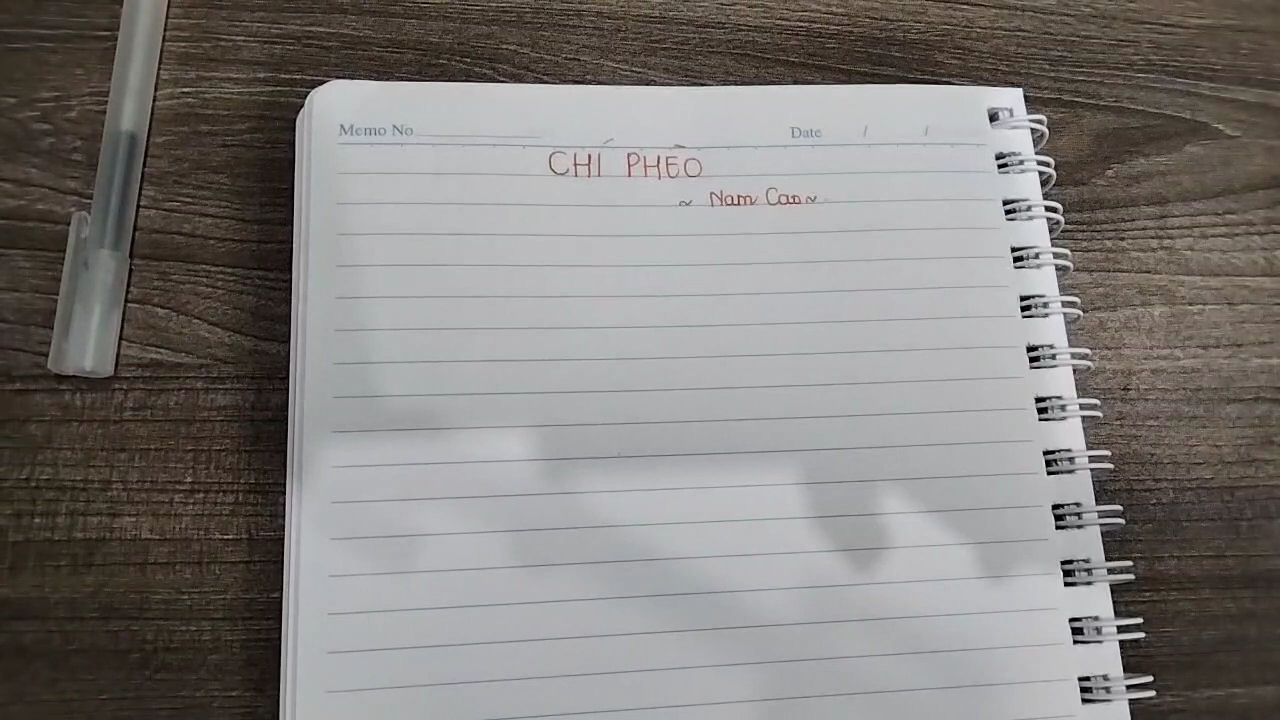 Memo No
Date / /
CHÍ PHÈO
~ Nam Cao ~